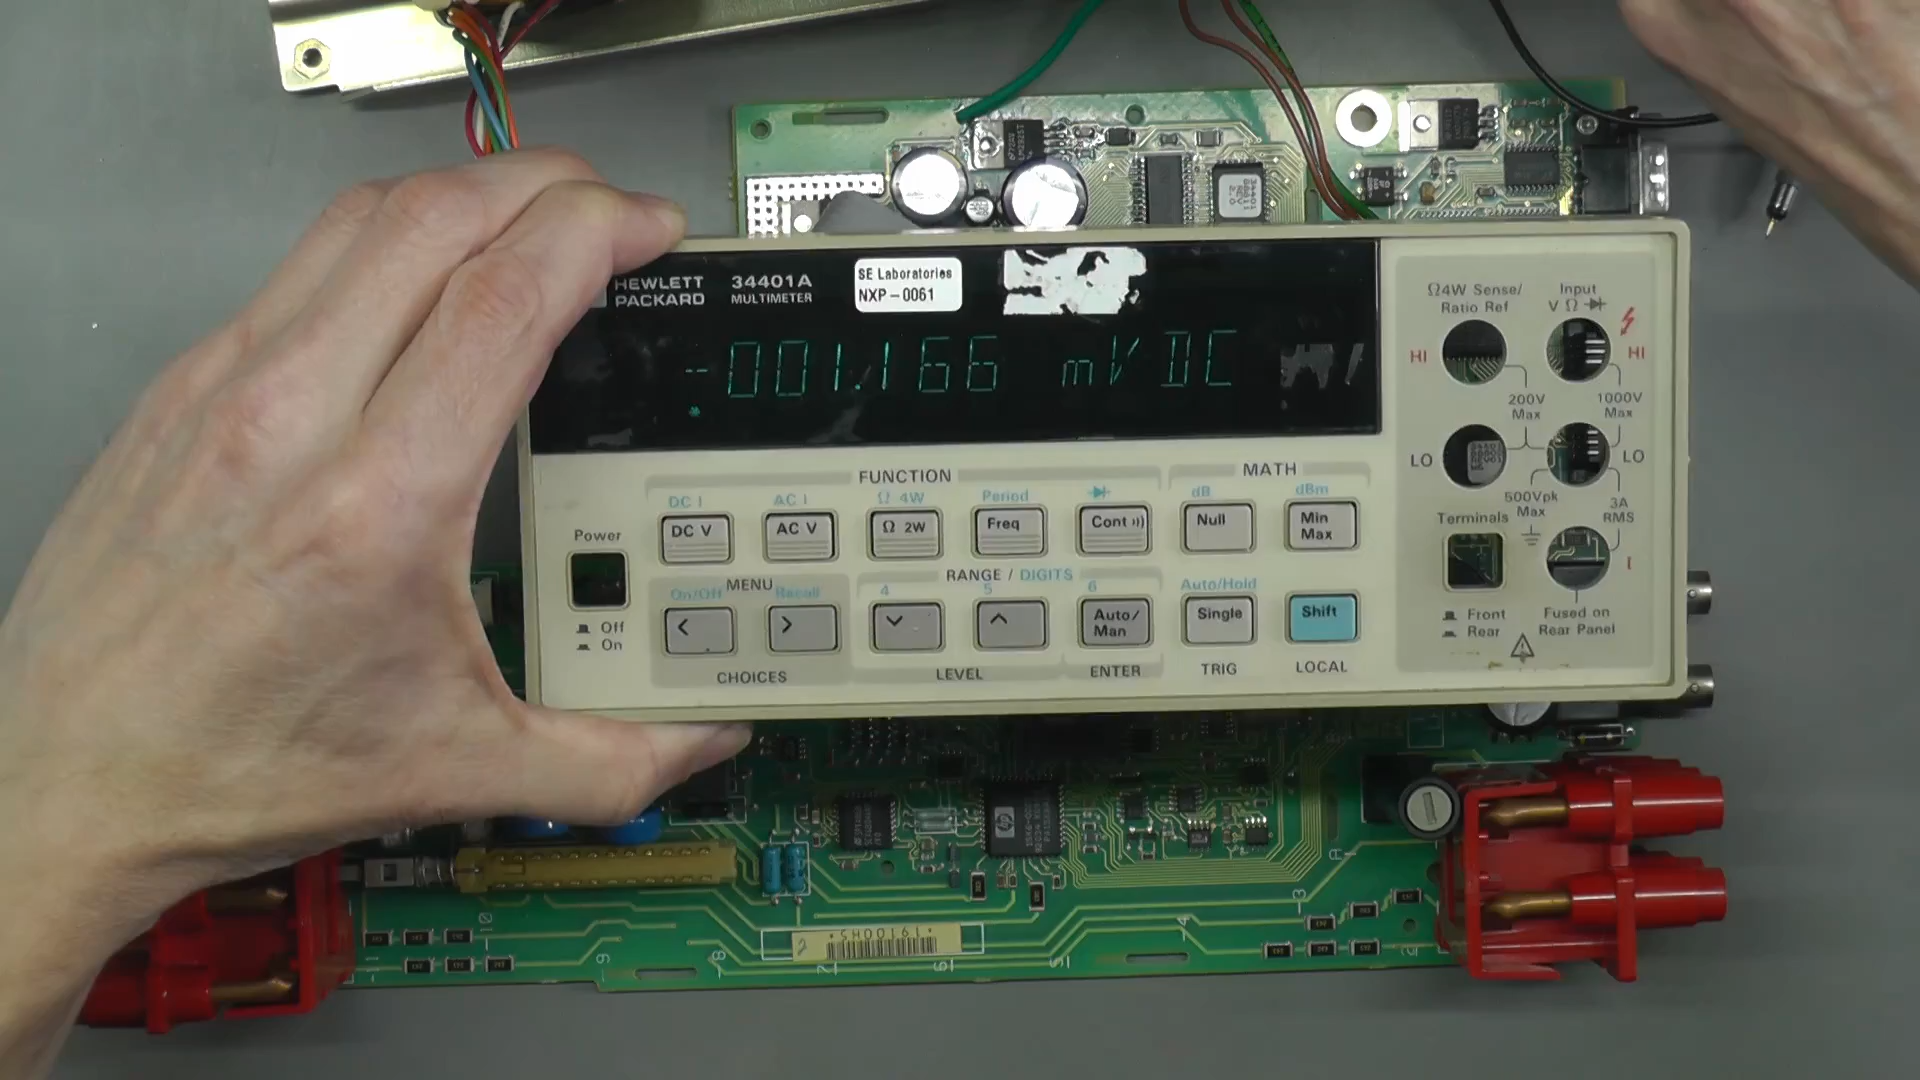 HEWLETT
PACKARD
34401A
MULTIMETER
SE Laboratories
NXP-0061
-001.166 mV DC
*
Ω4W Sense/
Ratio Ref
Input
V Ω
HI
HI
200V
Max
1000V
Max
LO
LO
500Vpk
Max
3A
RMS
Terminals
I
Front
Rear
Fused on
Rear Panel
FUNCTION
MATH
DC I
AC I
Ω 4W
Period
dB
dBm
DC V
AC V
Ω 2W
Freq
Cont
Null
Min
Max
Power
Off
On
MENU
On/Off
Recall
RANGE / DIGITS
4
5
6
Auto/Hold
<
>
Auto/
Man
Single
Shift
CHOICES
LEVEL
ENTER
TRIG
LOCAL